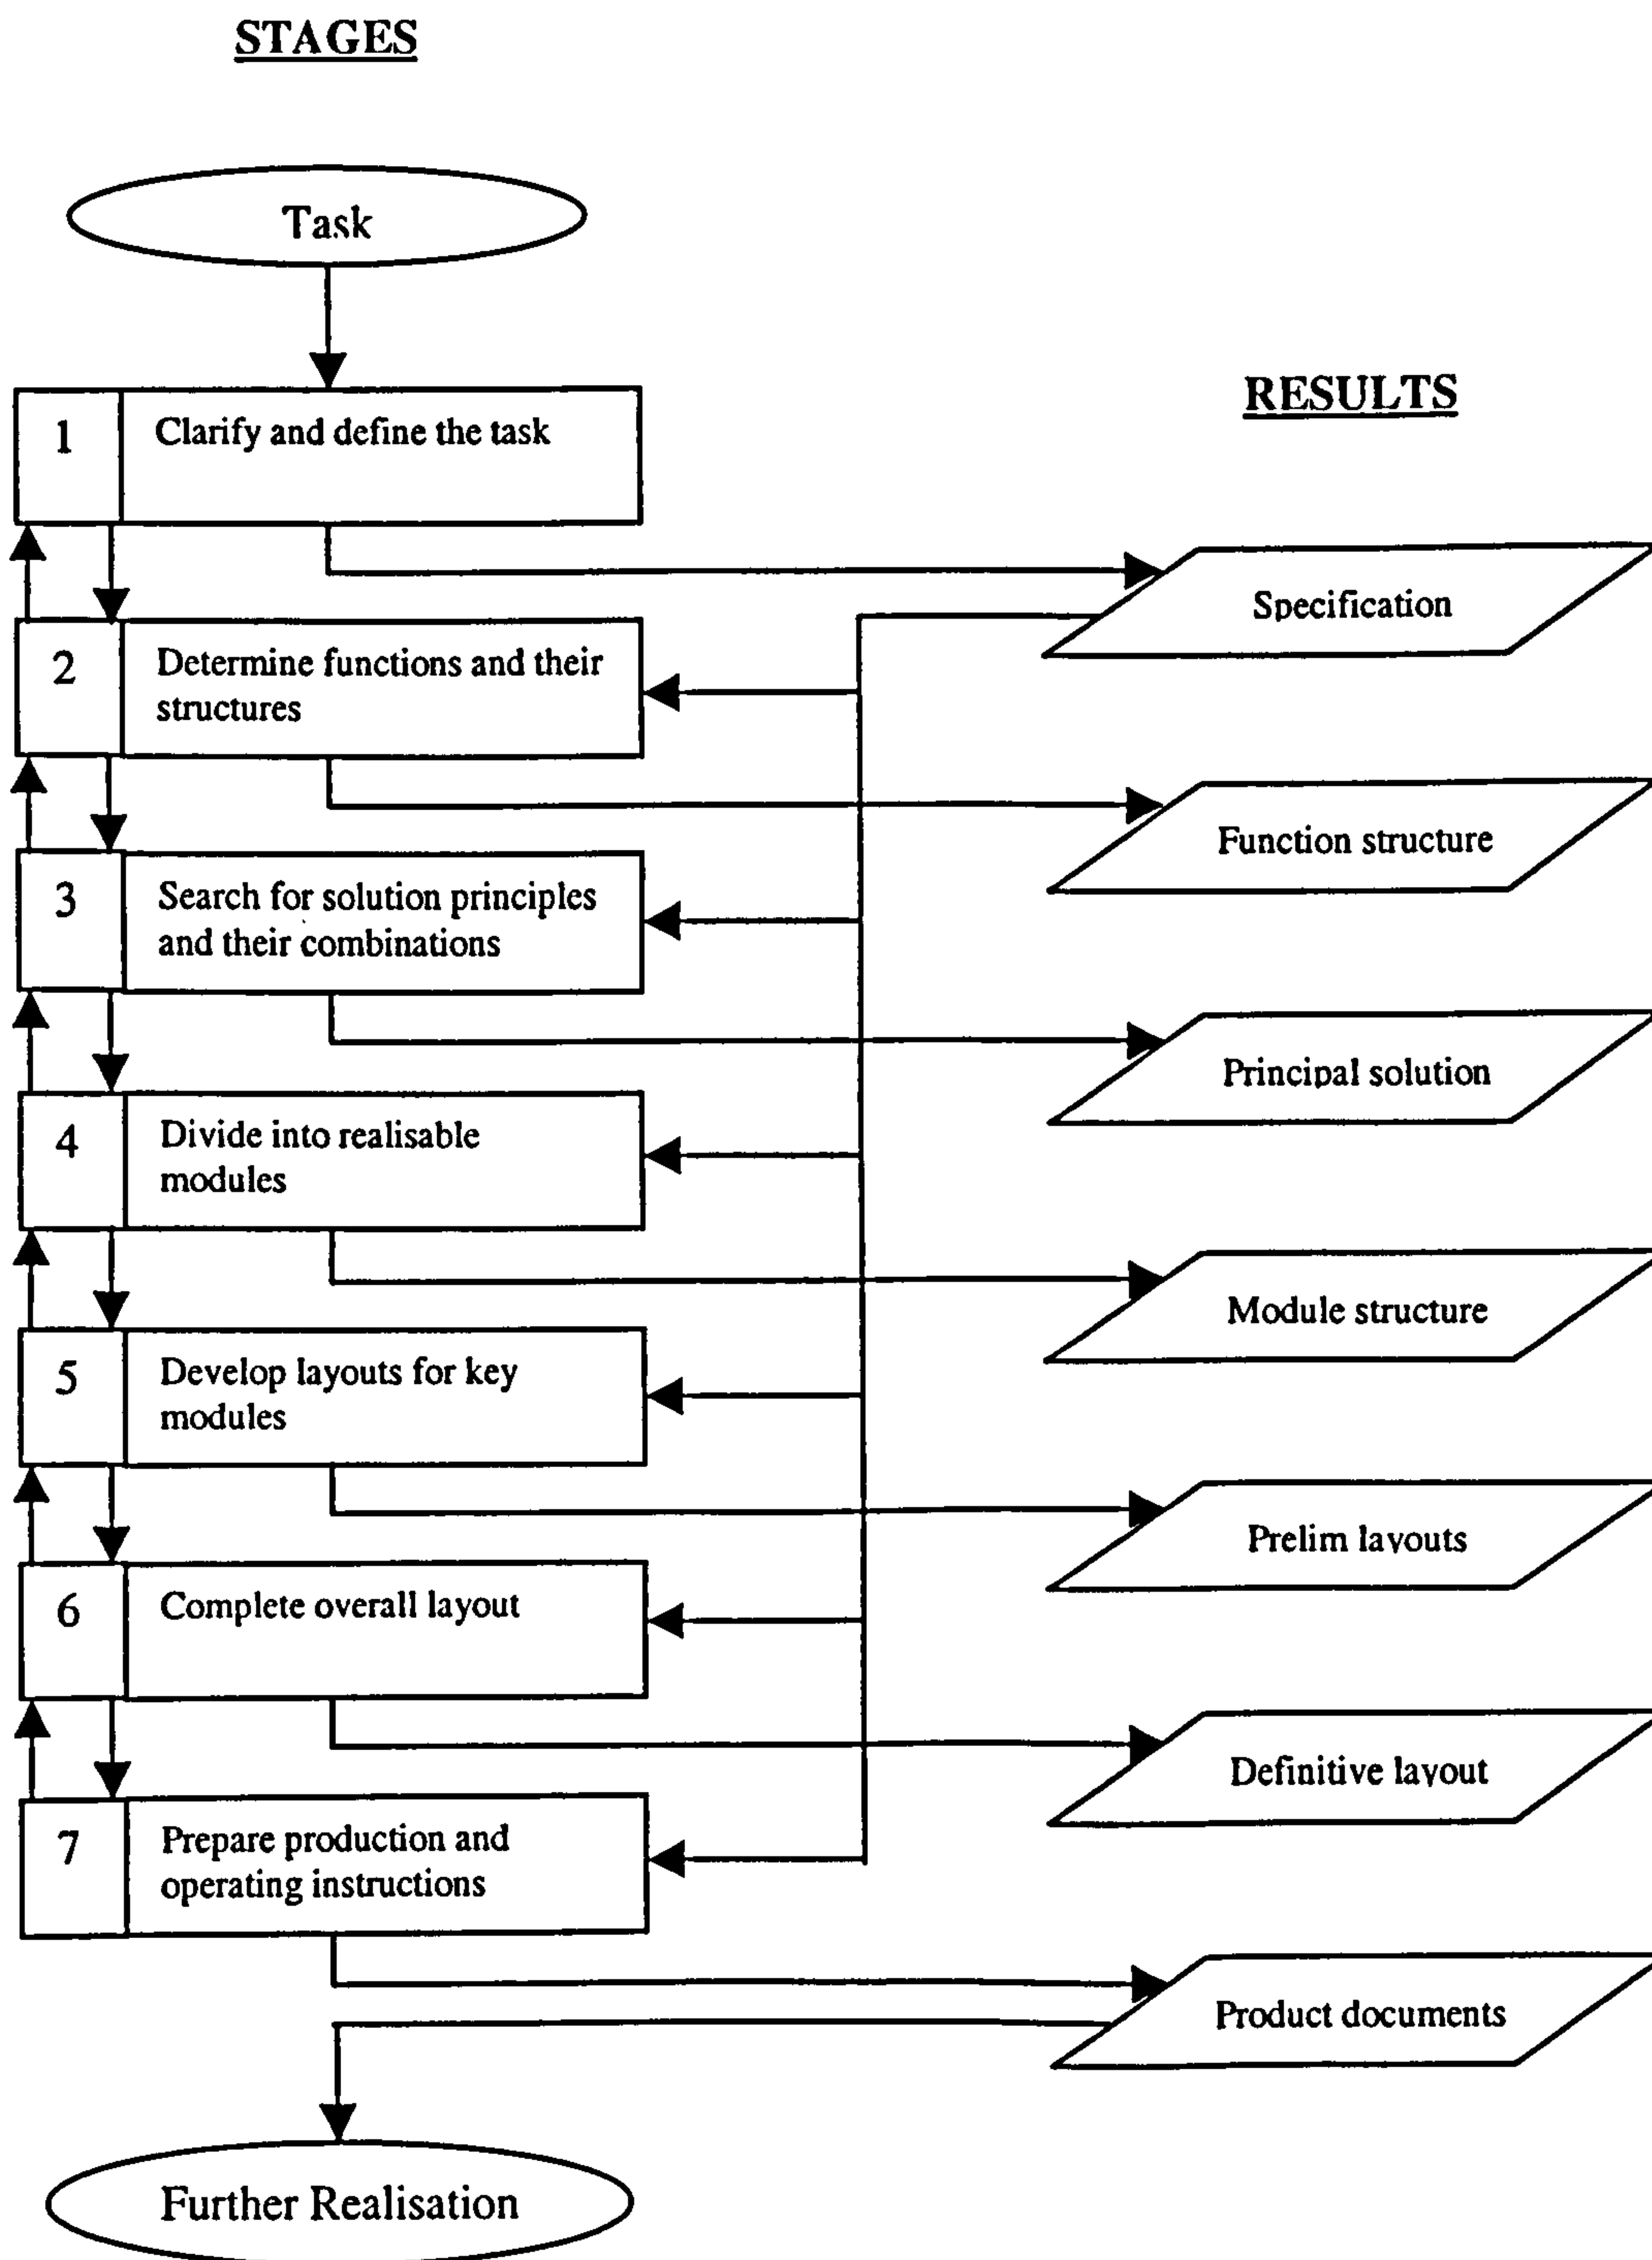 STAGES
Task
RESULTS
1
Clarify and define the task
Specification
2
Determine functions and their
structures
Function structure
3
Search for solution principles
and their combinations
Principal solution
4
Divide into realisable
modules
Module structure
5
Develop layouts for key
modules
Prelim layouts
6
Complete overall layout
Definitive layout
7
Prepare production and
operating instructions
Product documents
Further Realisation